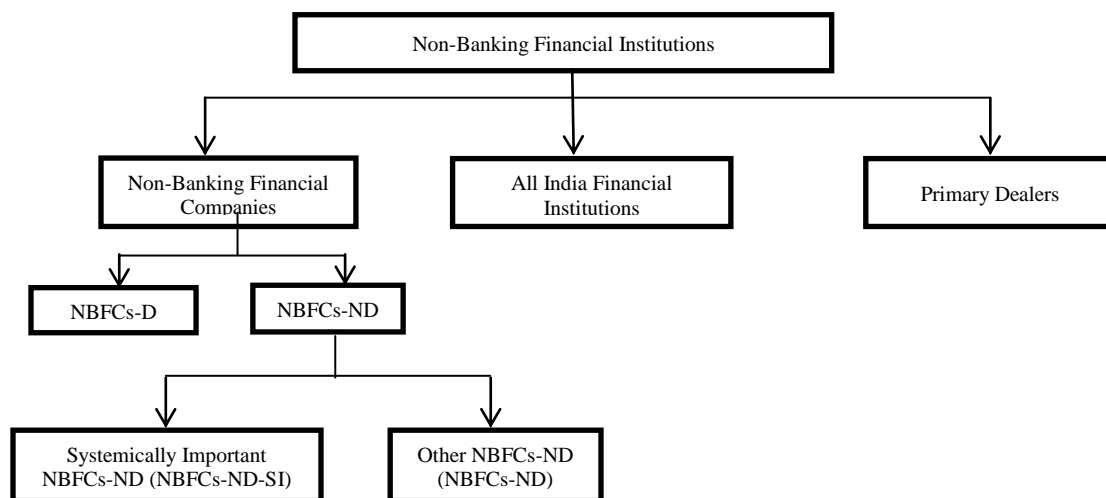 Non-Banking Financial Institutions
Non-Banking Financial
Companies
All India Financial
Institutions
Primary Dealers
NBFCs-D
NBFCs-ND
Systemically Important
NBFCs-ND (NBFCs-ND-SI)
Other NBFCs-ND
(NBFCs-ND)